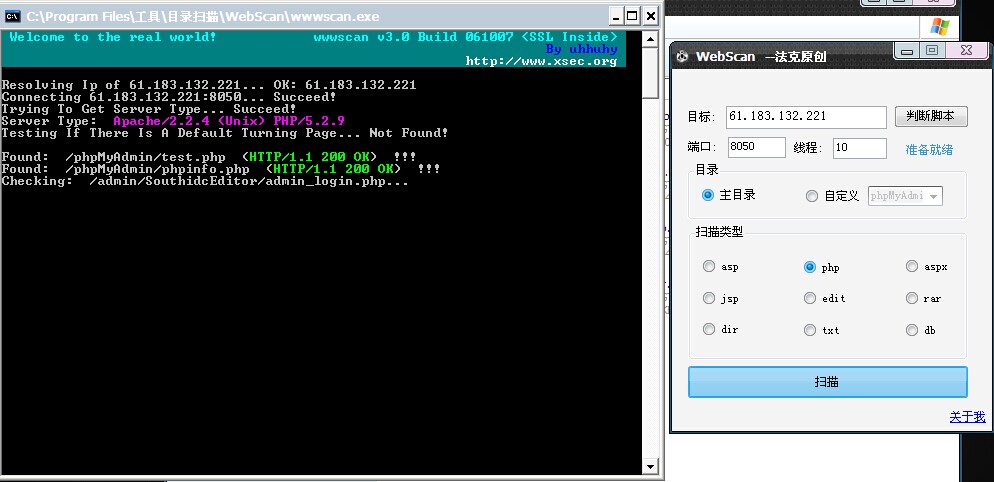 C:\Program Files\工具\目录扫描\WebScan\wwwscan.exe
Welcome to the real world! wwwscan v3.0 Build 061007 <SSL Inside>
By uhhuhy
http://www.xsec.org
Resolving Ip of 61.183.132.221... OK: 61.183.132.221
Connecting 61.183.132.221:8050... Succeed!
Trying To Get Server Type... Succeed!
Server Type: Apache/2.2.4 (Unix) PHP/5.2.9
Testing If There Is A Default Turning Page... Not Found!
Found: /phpMyAdmin/test.php (HTTP/1.1 200 OK) !!!
Found: /phpMyAdmin/phpinfo.php (HTTP/1.1 200 OK) !!!
Checking: /admin/SouthidcEditor/admin_login.php...
WebScan —法克原创
目标: 61.183.132.221 判断脚本
端口: 8050 线程: 10 准备就绪
目录
主目录 自定义 phpMyAdmi
扫描类型
asp php aspx
jsp edit rar
dir txt db
扫描
关于我